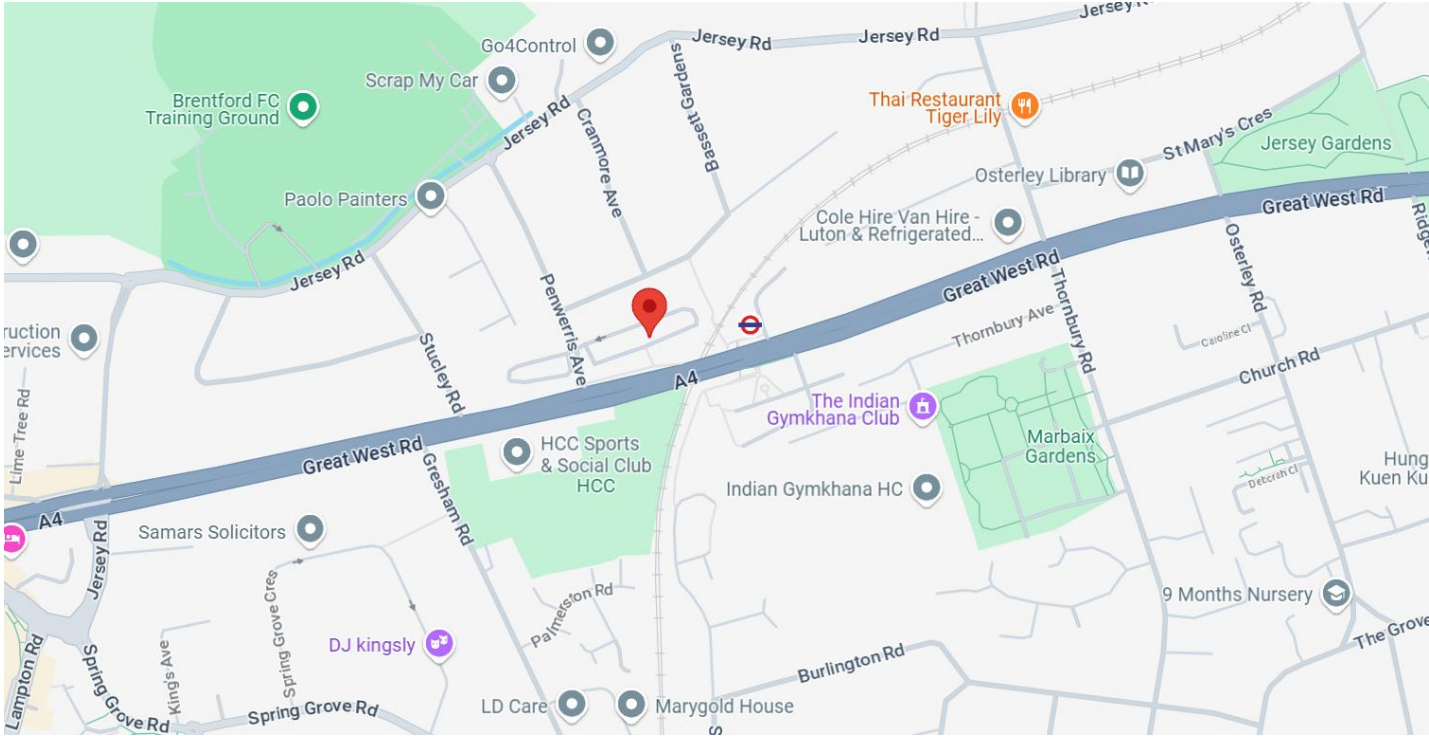 Jersey Rd
Go4Control
Jersey Rd
Jersey Rd
Scrap My Car
Bassett Gardens
Brentford FC
Training Ground
Thai Restaurant
Tiger Lily
Jersey Rd
Cranmore Ave
St Mary's Cres
Jersey Gardens
Osterley Library
Paolo Painters
Cole Hire Van Hire -
Luton & Refrigerated...
Great West Rd
Jersey Rd
Great West Rd
Osterley Rd
Penwerris Ave
Thornbury Rd
Thornbury Ave
Caroline Cl
Stucley Rd
Church Rd
A4
The Indian
Gymkhana Club
Lime Tree Rd
Marbaix
Gardens
HCC Sports
& Social Club
HCC
Great West Rd
Hung
Kuen Ku
Deborah Cl
Indian Gymkhana HC
Gresham Rd
A4
Samars Solicitors
Jersey Rd
9 Months Nursery
Palmerston Rd
Spring Grove Cres
DJ kingsly
The Grove
King's Ave
Burlington Rd
Lampton Rd
Spring Grove Rd
Spring Grove Rd
LD Care
Marygold House